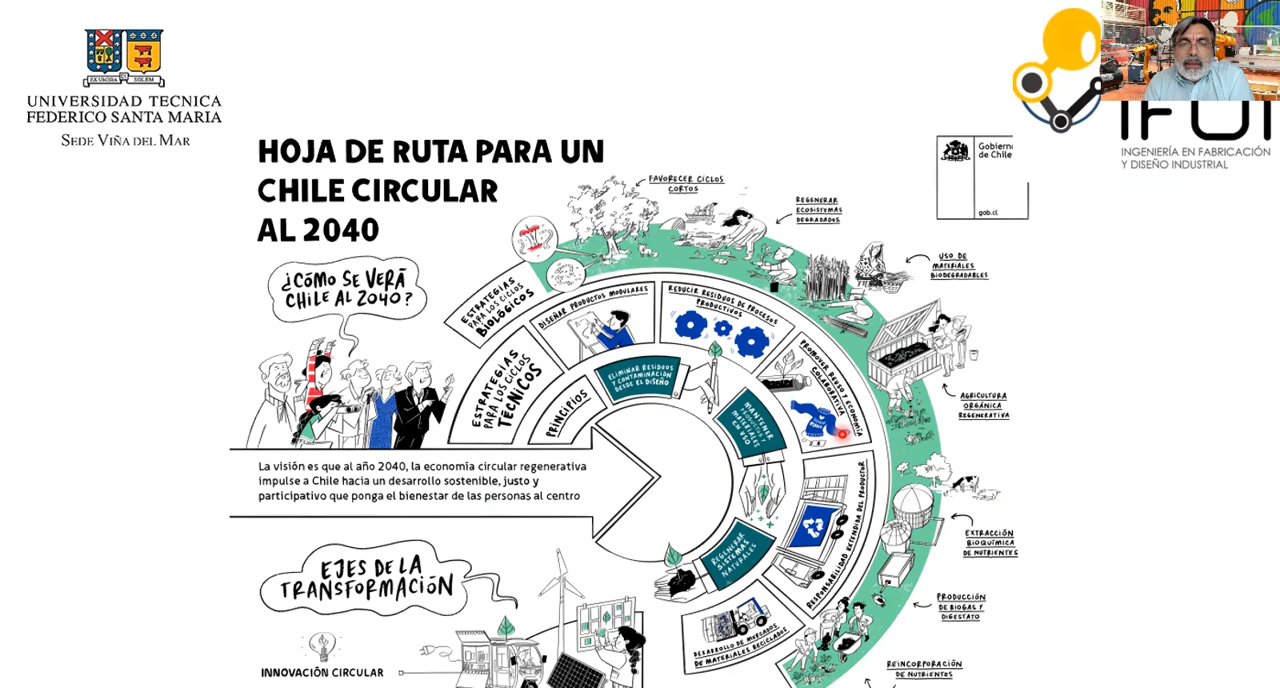 UNIVERSIDAD TECNICA
FEDERICO SANTA MARIA
SEDE VIÑA DEL MAR
INGENIERÍA EN FABRICACIÓN
Y DISEÑO INDUSTRIAL
Gobierno
de Chile
gob.cl
HOJA DE RUTA PARA UN
CHILE CIRCULAR
AL 2040
¿CÓMO SE VERÁ
CHILE AL 2040?
La visión es que al año 2040, la economía circular regenerativa
impulse a Chile hacia un desarrollo sostenible, justo y
participativo que ponga el bienestar de las personas al centro
EJES DE LA
TRANSFORMACIÓN
INNOVACIÓN CIRCULAR
ESTRATEGIAS
PARA LOS CICLOS
BIOLÓGICOS
FAVORECER CICLOS
CORTOS
REGENERAR
ECOSISTEMAS
DEGRADADOS
USO DE
MATERIALES
BIODEGRADABLES
AGRICULTURA
ORGÁNICA
REGENERATIVA
EXTRACCIÓN
BIOQUÍMICA
DE NUTRIENTES
PRODUCCIÓN
DE BIOGAS Y
DIGESTATO
REINCORPORACIÓN
DE NUTRIENTES
ESTRATEGIAS
PARA LOS CICLOS
TÉCNICOS
DISEÑAR PRODUCTOS MODULARES
REDUCIR RESIDUOS DE PROCESOS
PRODUCTIVOS
PROMOVER REUSO Y ECONOMÍA
COLABORATIVA
RESPONSABILIDAD EXTENDIDA DEL PRODUCTOR
DESARROLLO DE MERCADOS
DE MATERIALES RECICLADOS
PRINCIPIOS
ELIMINAR RESIDUOS
Y CONTAMINACIÓN
DESDE EL DISEÑO
MANTENER
PRODUCTOS Y
MATERIALES
EN USO
REGENERAR
SISTEMAS
NATURALES